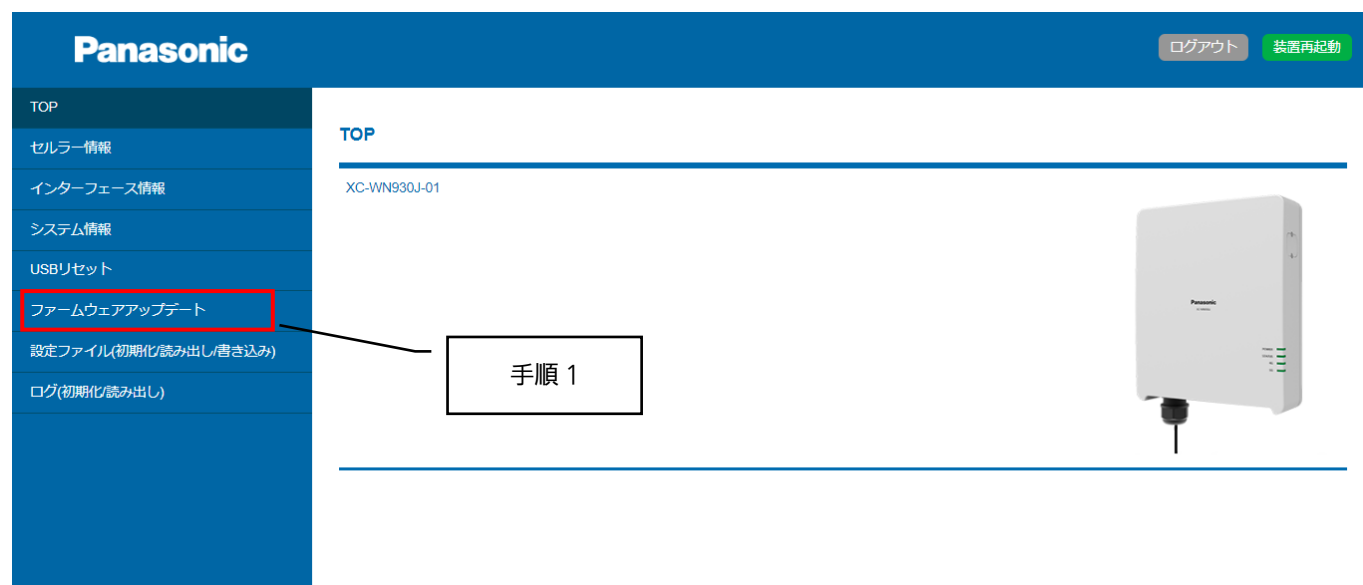 Panasonic
ログアウト
装置再起動
TOP
セルラー情報
インターフェース情報
システム情報
USBリセット
ファームウェアアップデート
設定ファイル(初期化/読み出し/書き込み)
ログ(初期化/読み出し)
TOP
XC-WN930J-01
Panasonic
手順 1